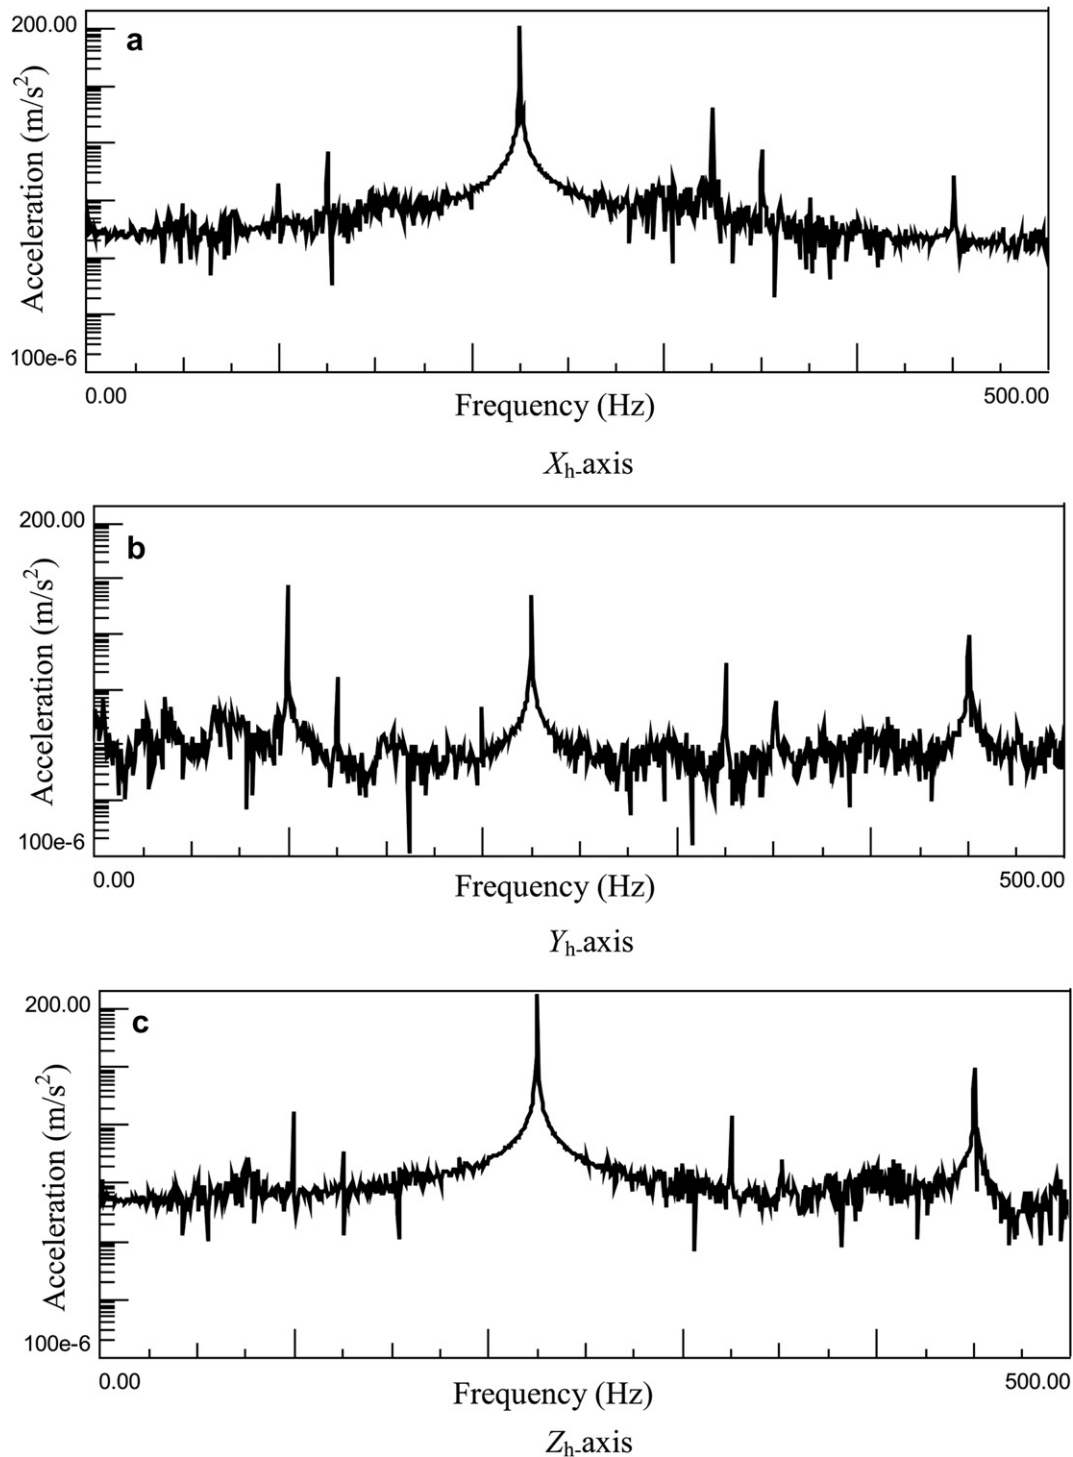 200.00
a
Acceleration (m/s²)
100e-6
0.00
500.00
Frequency (Hz)
Xh-axis
200.00
b
Acceleration (m/s²)
100e-6
0.00
500.00
Frequency (Hz)
Yh-axis
200.00
c
Acceleration (m/s²)
100e-6
0.00
500.00
Frequency (Hz)
Zh-axis